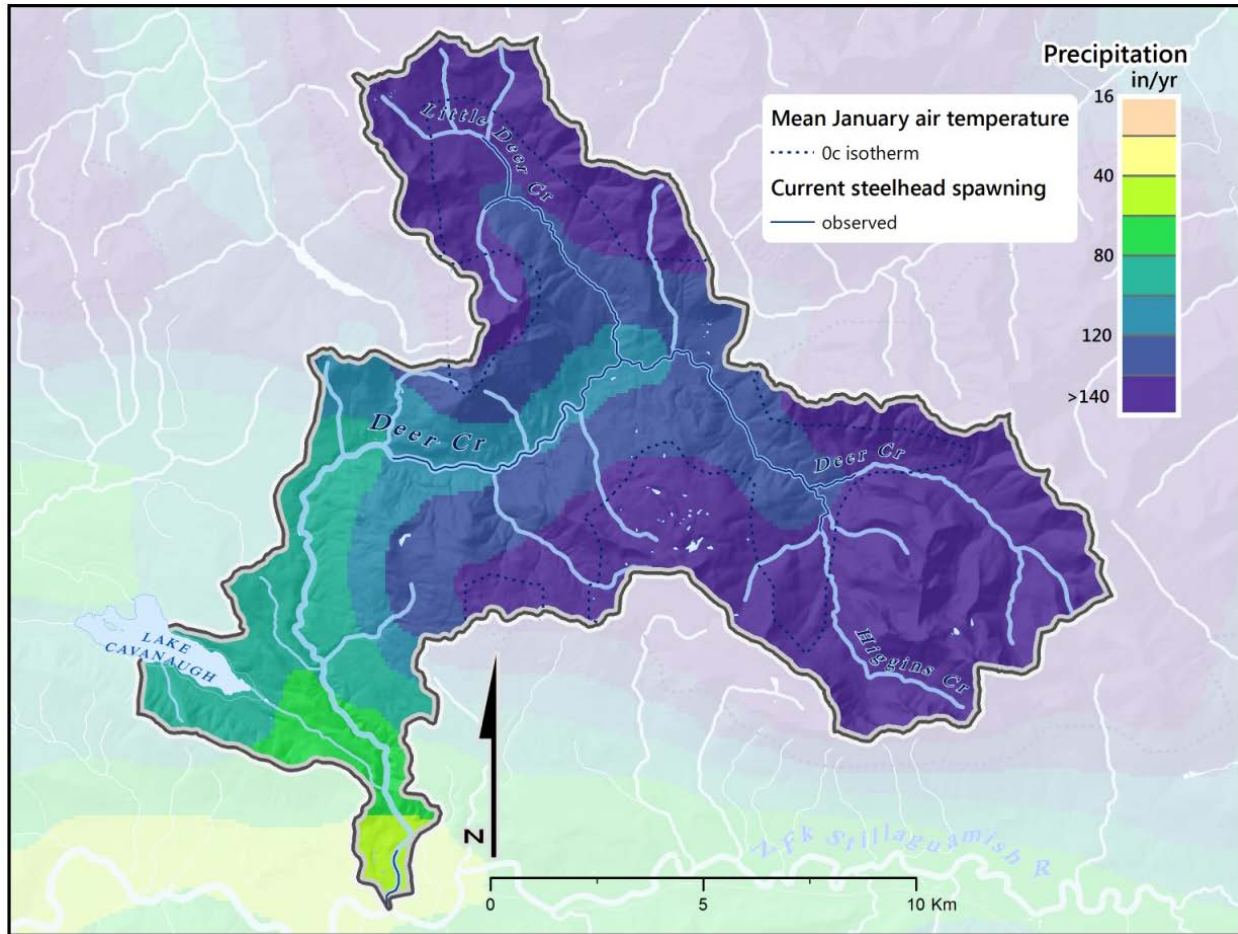 Precipitation
in/yr
16
40
80
120
>140
Mean January air temperature
0c isotherm
Current steelhead spawning
observed
Little Deer Cr
Deer Cr
Deer Cr
Higgins Cr
LAKE
CAVANAUGH
N Fk Stillaguamish R
N
0
5
10 Km